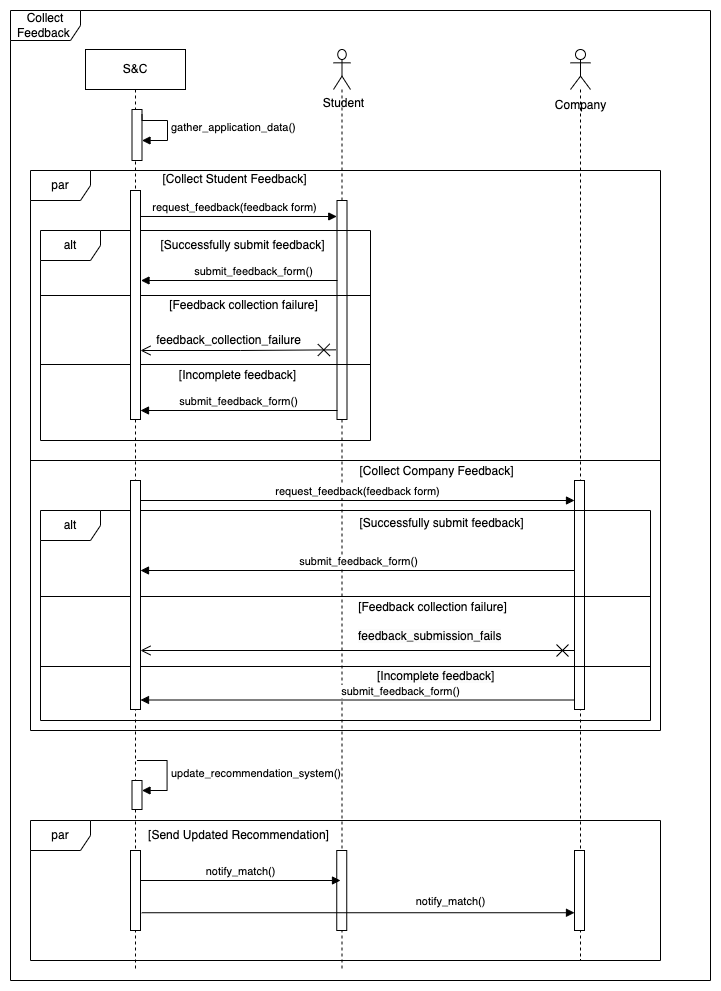 Collect
Feedback
S&C
Student
Company
gather_application_data()
par
[Collect Student Feedback]
request_feedback(feedback form)
alt
[Successfully submit feedback]
submit_feedback_form()
[Feedback collection failure]
feedback_collection_failure
[Incomplete feedback]
submit_feedback_form()
[Collect Company Feedback]
request_feedback(feedback form)
alt
[Successfully submit feedback]
submit_feedback_form()
[Feedback collection failure]
feedback_submission_fails
[Incomplete feedback]
submit_feedback_form()
update_recommendation_system()
par
[Send Updated Recommendation]
notify_match()
notify_match()